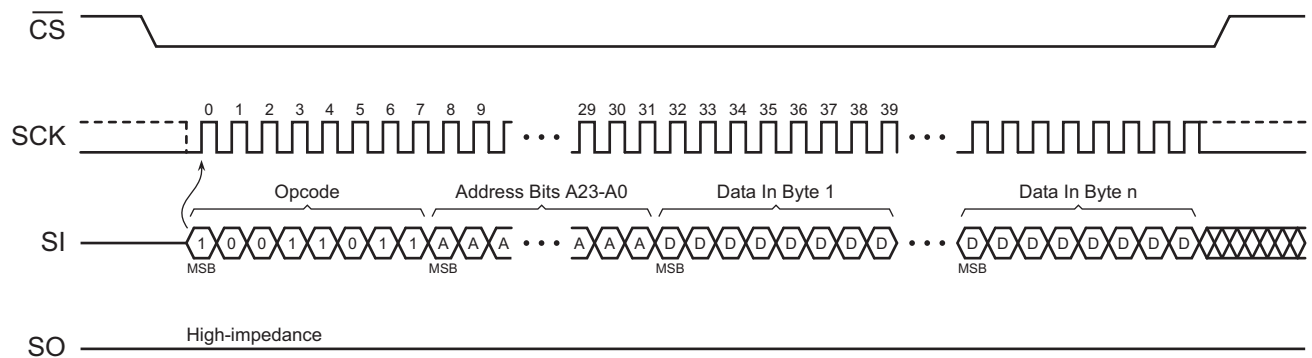 CS
0 1 2 3 4 5 6 7 8 9 29 30 31 32 33 34 35 36 37 38 39
SCK
Opcode Address Bits A23-A0 Data In Byte 1 Data In Byte n
SI 1 0 0 1 1 0 1 1 A A A A A A D D D D D D D D D D D D D D D D
MSB MSB MSB MSB
High-impedance
SO